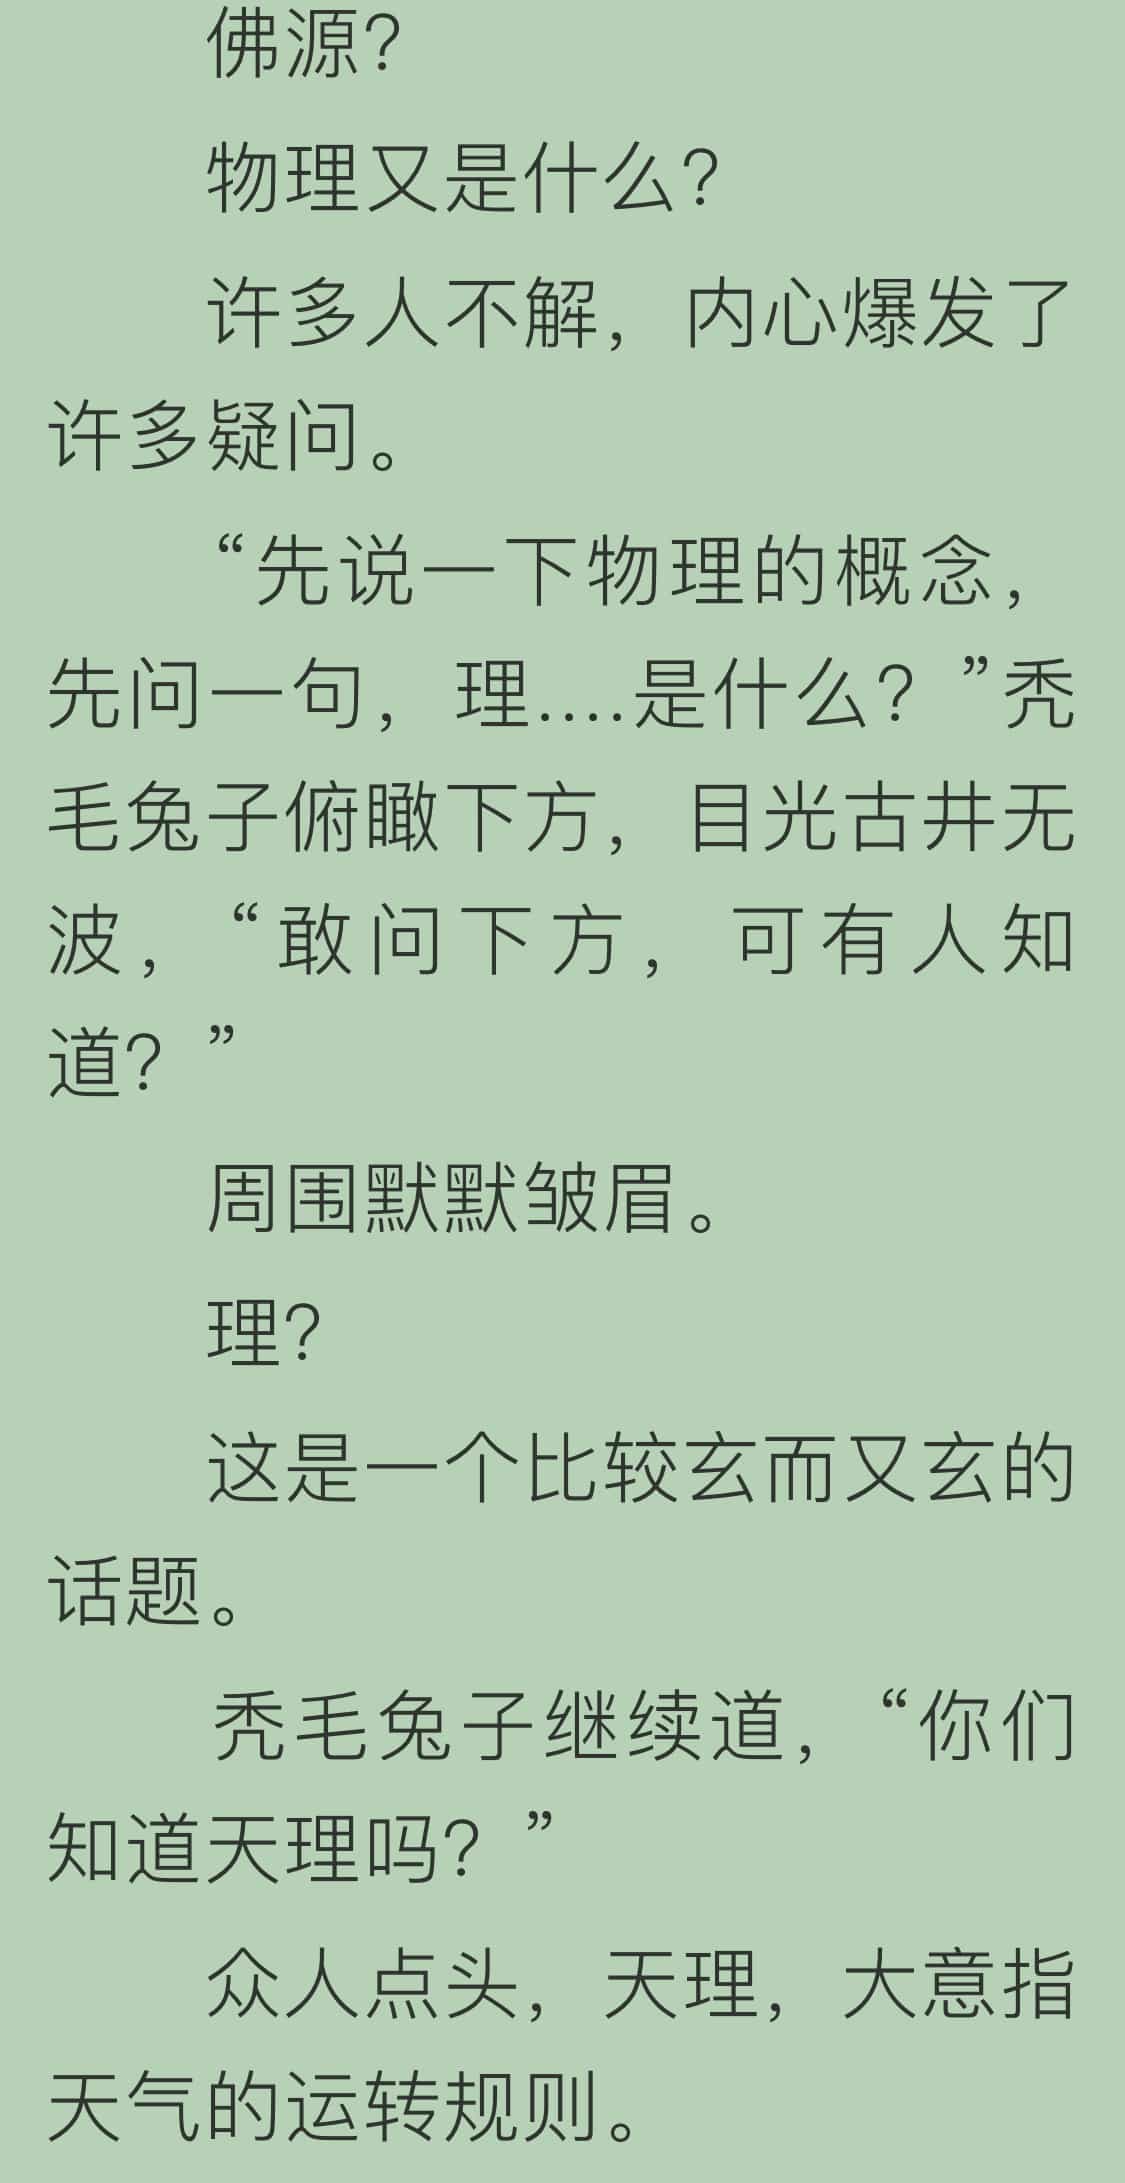 佛源？
物理又是什么？
许多人不解，内心爆发了
许多疑问。
“先说一下物理的概念，
先问一句，理....是什么？”秃
毛兔子俯瞰下方，目光古井无
波，“敢问下方，可有人知
道？”
周围默默皱眉。
理？
这是一个比较玄而又玄的
话题。
秃毛兔子继续道，“你们
知道天理吗？”
众人点头，天理，大意指
天气的运转规则。